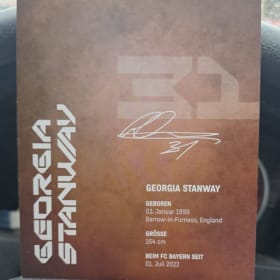 GEORGIA
STANWAY
31
31
GEORGIA STANWAY
GEBOREN
03. Januar 1999
Barrow-in-Furness, England
GRÖSSE
164 cm
BEIM FC BAYERN SEIT
01. Juli 2022